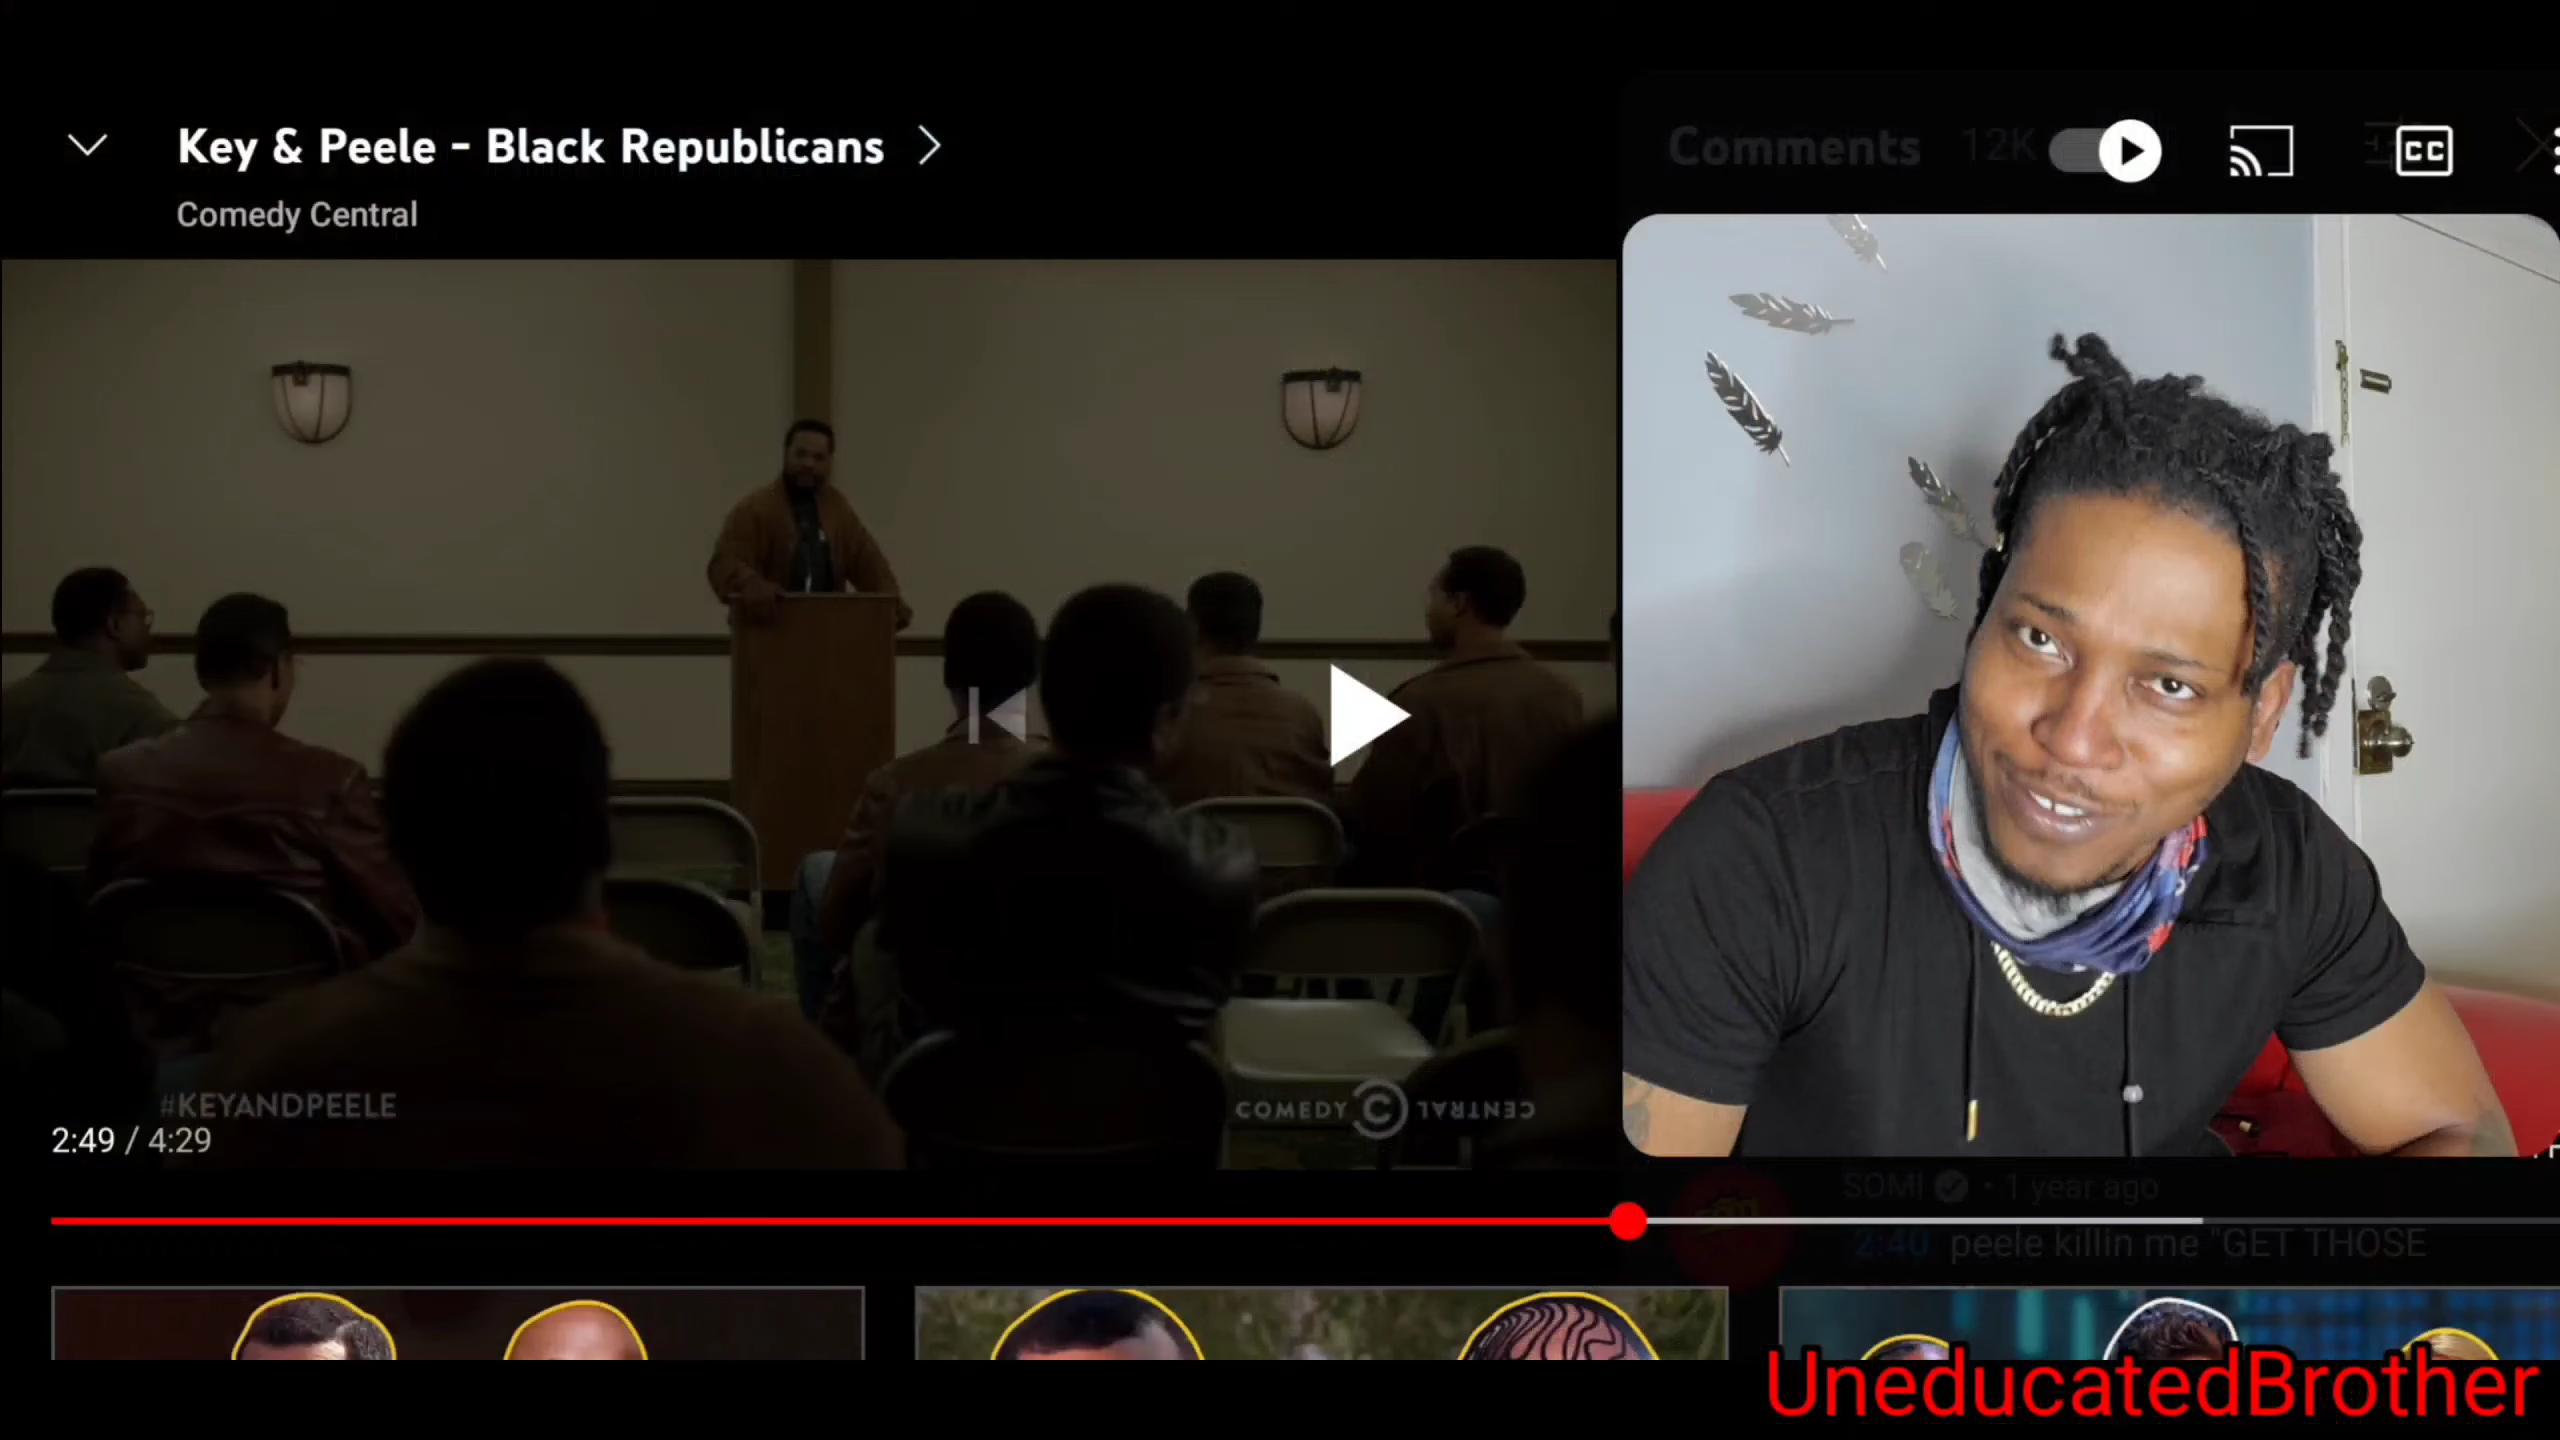 Key & Peele - Black Republicans
Comedy Central
Comments 12K
CC
#KEYANDPEELE
COMEDY CENTRAL
2:49 / 4:29
SOMI • 1 year ago
2:40 peele killin me "GET THOSE
UneducatedBrother